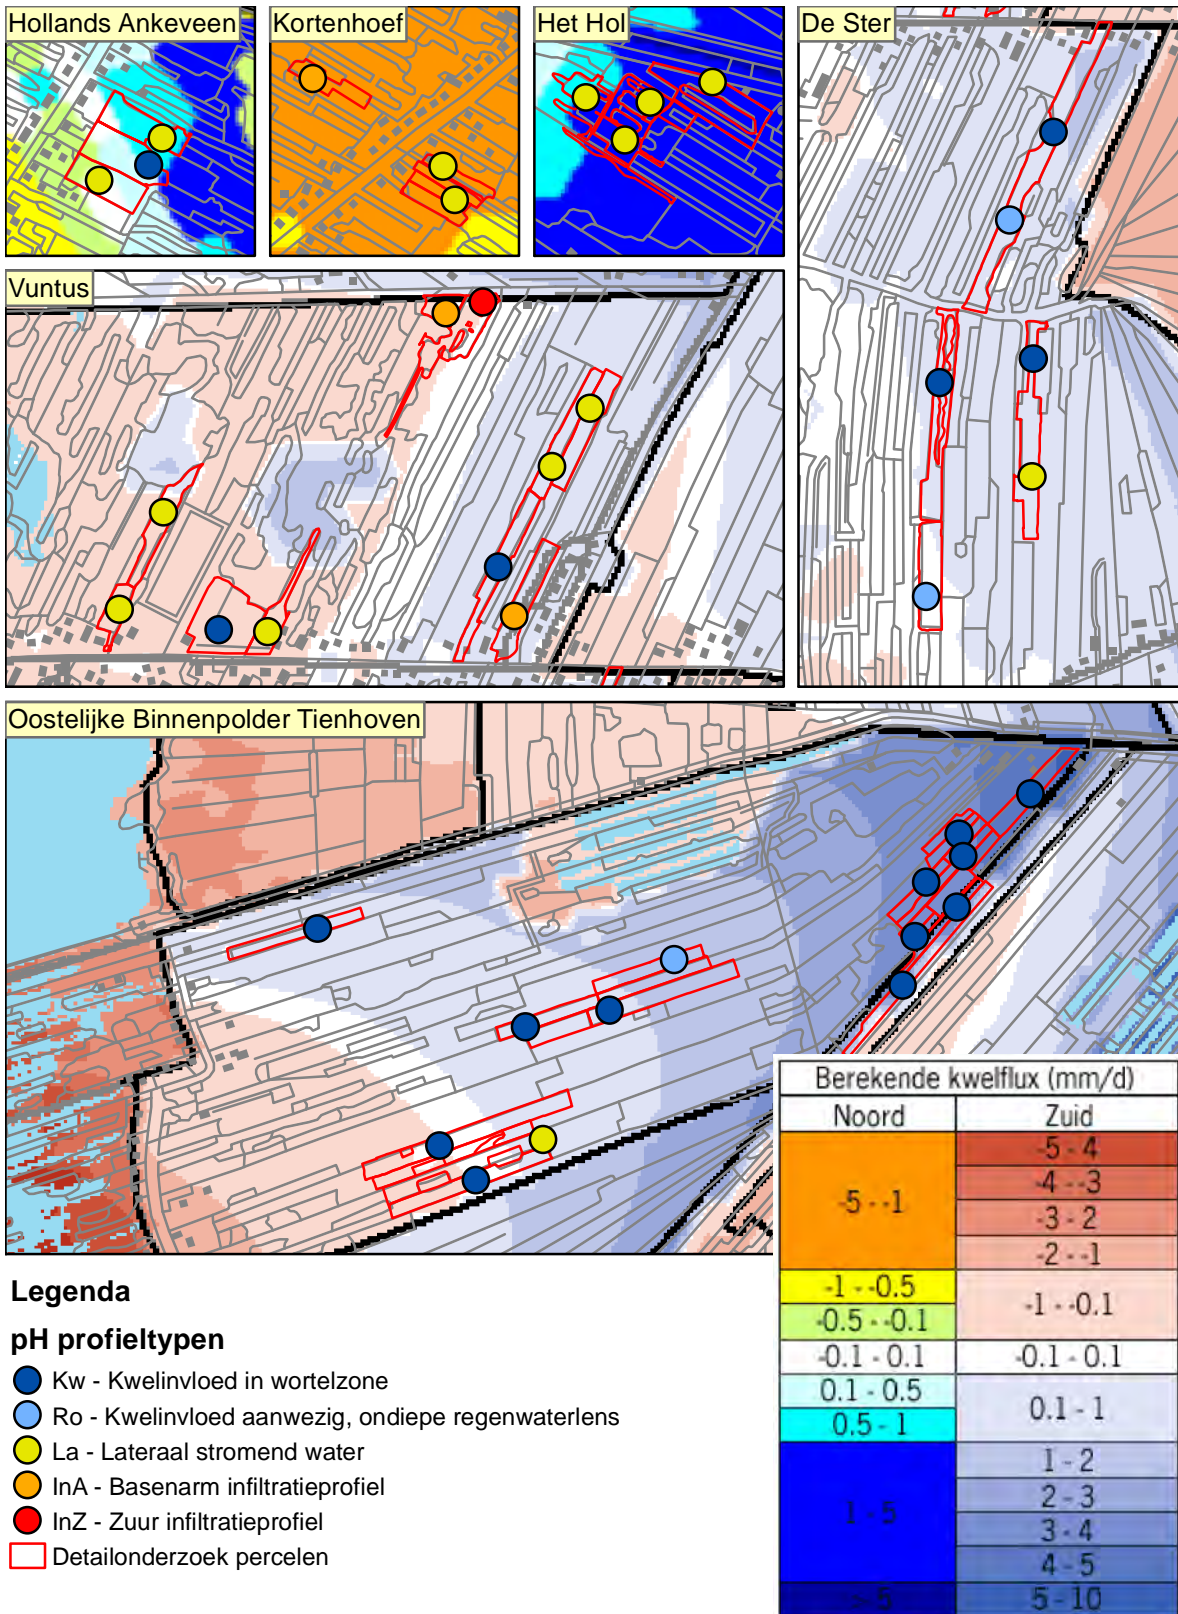 Hollands Ankeveen
Kortenhoef
Het Hol
De Ster
Vuntus
Oostelijke Binnenpolder Tienhoven
Berekende kwelflux (mm/d)
Noord
Zuid
-5 - -1
-1 - -0.5
-0.5 - -0.1
-0.1 - 0.1
0.1 - 0.5
0.5 - 1
1 - 5
> 5
-5 - 4
-4 - -3
-3 - 2
-2 - -1
-1 - -0.1
-0.1 - 0.1
0.1 - 1
1 - 2
2 - 3
3 - 4
4 - 5
5 - 10
Legenda
pH profieltypen
Kw - Kwelinvloed in wortelzone
Ro - Kwelinvloed aanwezig, ondiepe regenwaterlens
La - Lateraal stromend water
InA - Basenarm infiltratieprofiel
InZ - Zuur infiltratieprofiel
Detailonderzoek percelen